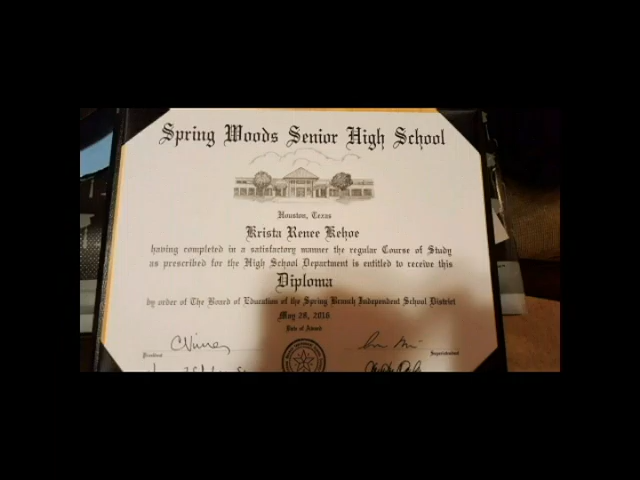 Spring Woods Senior High School
Houston, Texas
Krista Renee Kehoe
having completed in a satisfactory manner the regular Course of Study
as prescribed for the High School Department is entitled to receive this
Diploma
by order of The Board of Education of the Spring Branch Independent School District
May 28, 2016
Date of Award
President
Superintendent